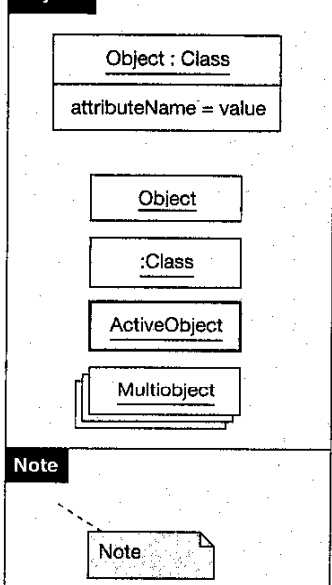 Object : Class
attributeName = value
Object
:Class
ActiveObject
Multiobject
Note
Note